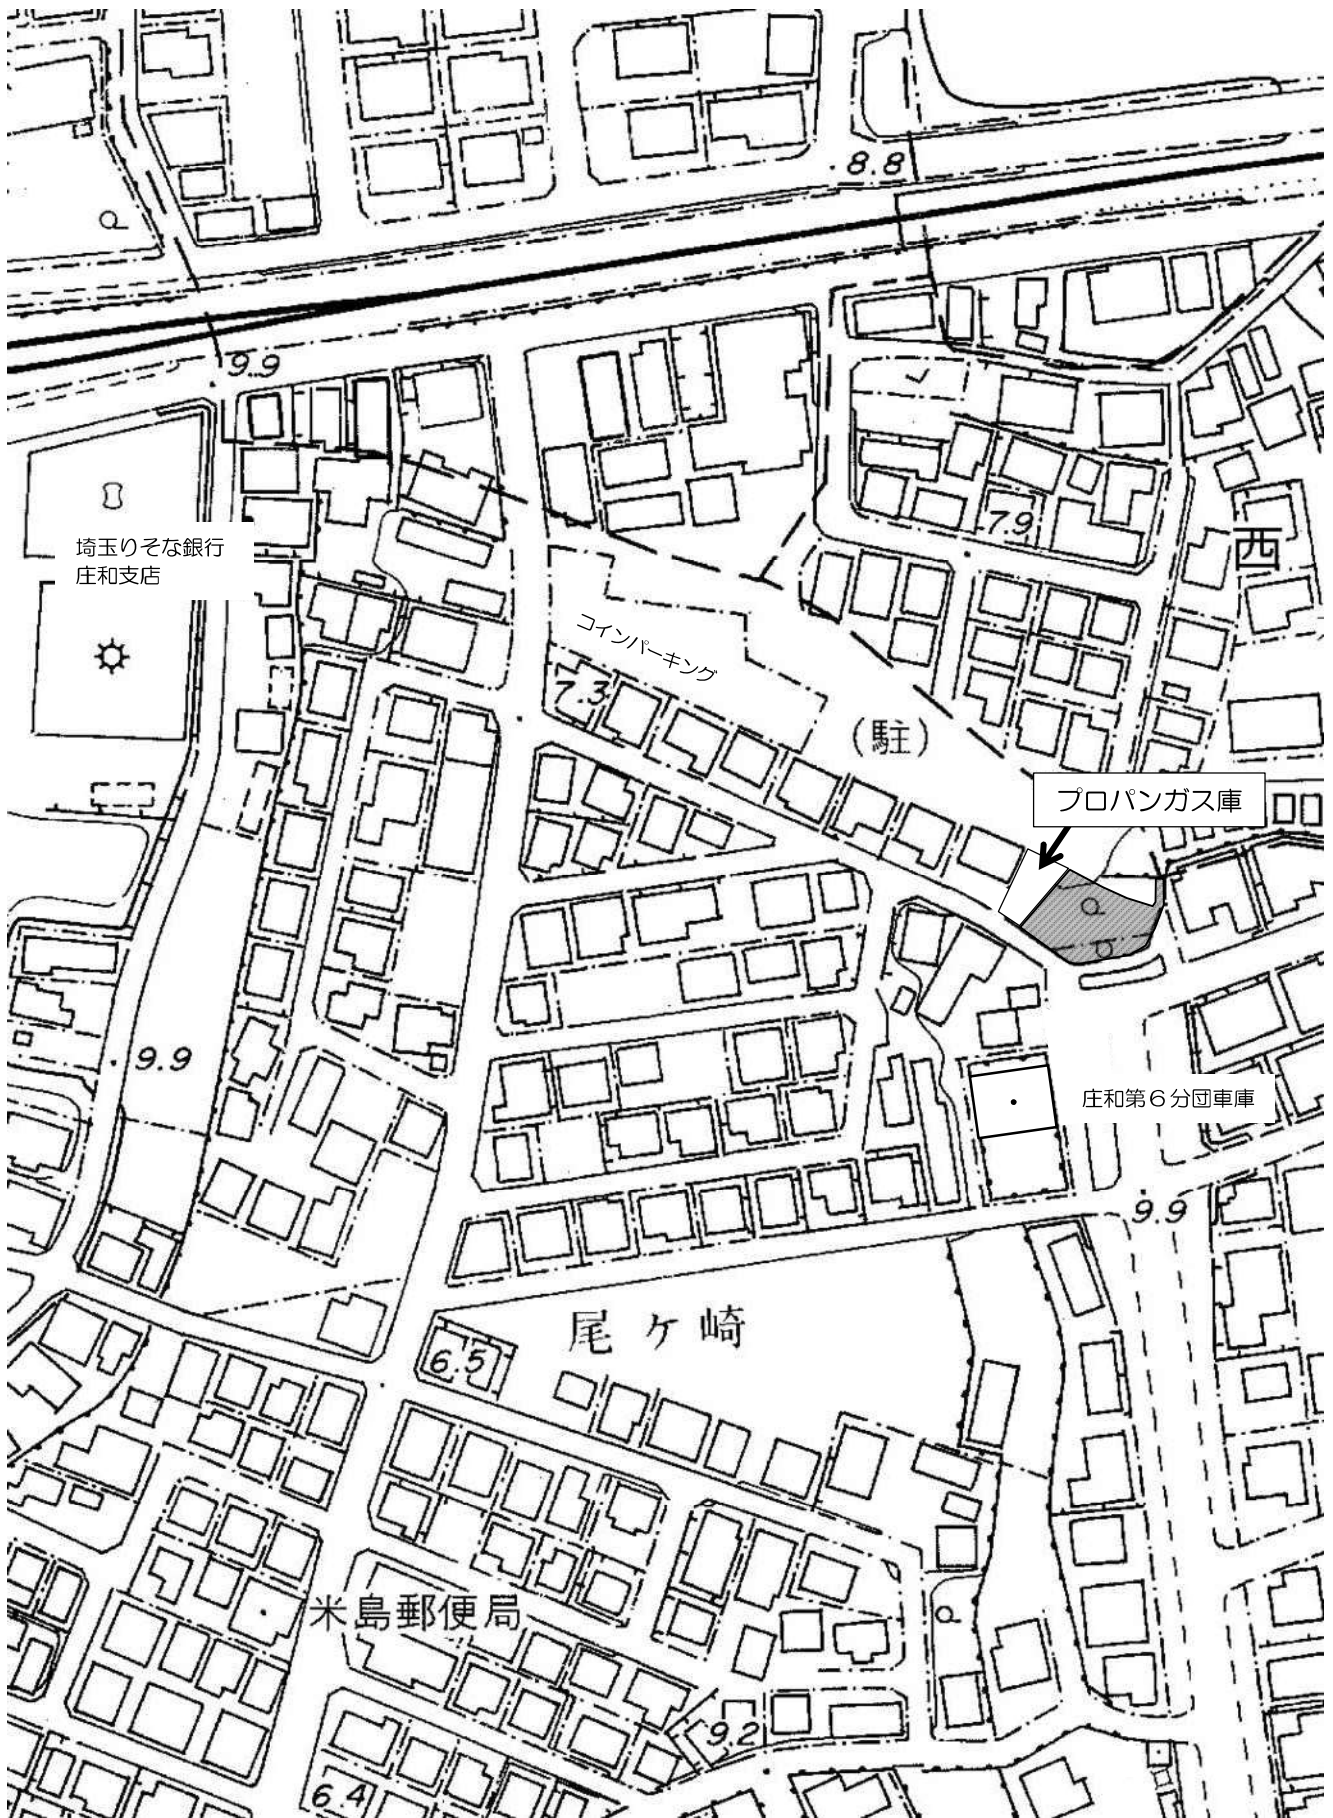 8.8
9.9
7.9
西
埼玉りそな銀行
庄和支店
コインパーキング
7.3
(駐)
プロパンガス庫
9.9
庄和第６分団車庫
9.9
尾ヶ崎
6.5
米島郵便局
9.2
6.4